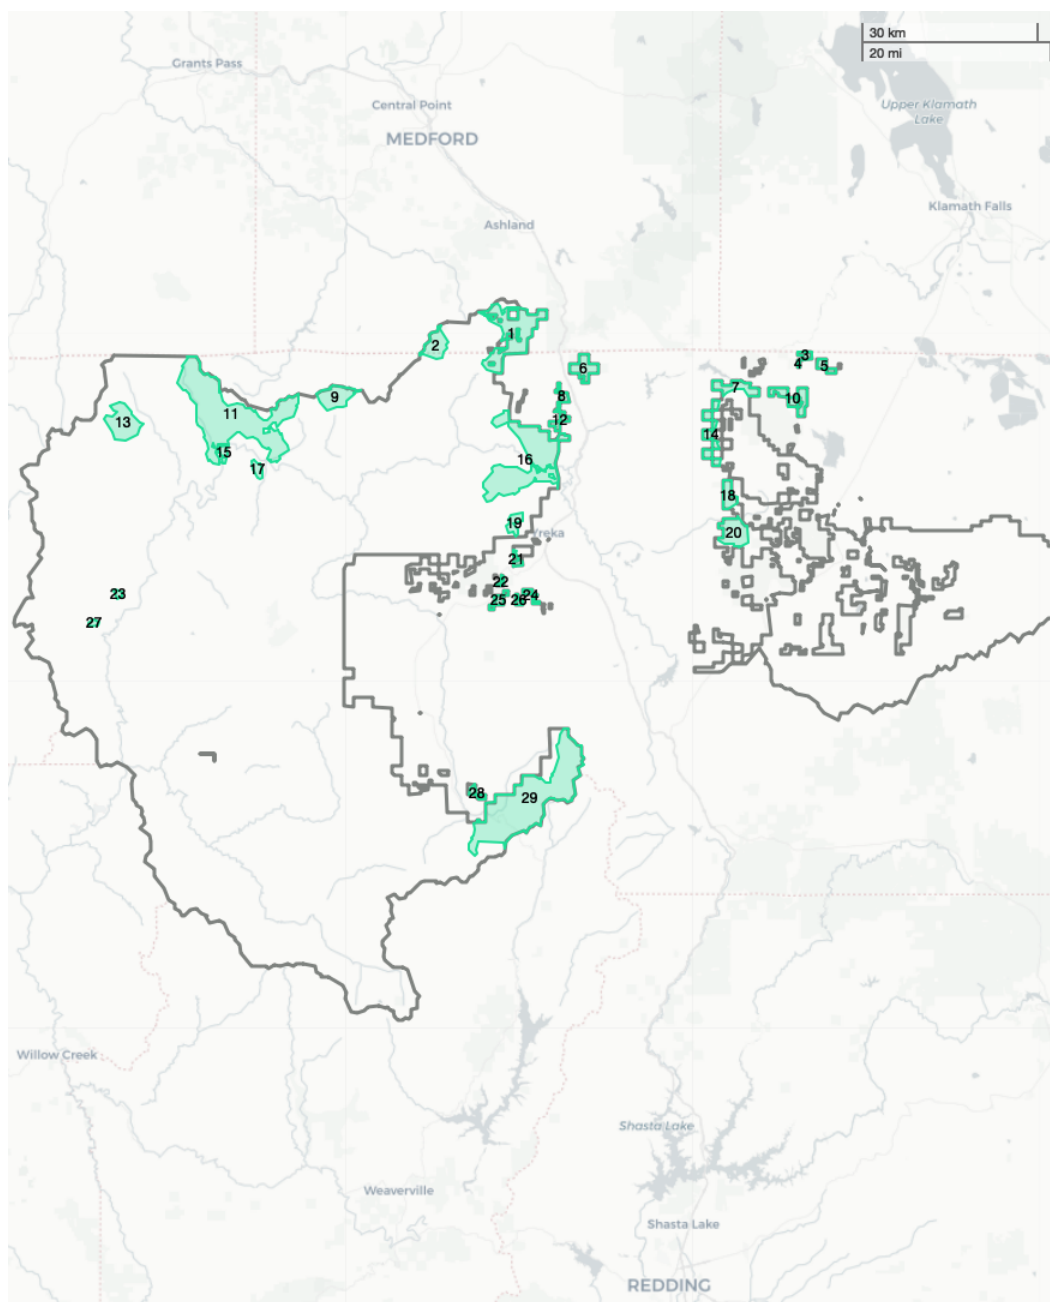 30 km
20 mi
Grants Pass
Central Point
Upper Klamath
Lake
MEDFORD
Klamath Falls
Ashland
1
2
3
4
5
6
7
8
9
10
11
12
13
14
15
16
17
18
19
20
Yreka
21
22
23
24
25
26
27
28
29
Willow Creek
Shasta Lake
Weaverville
Shasta Lake
REDDING